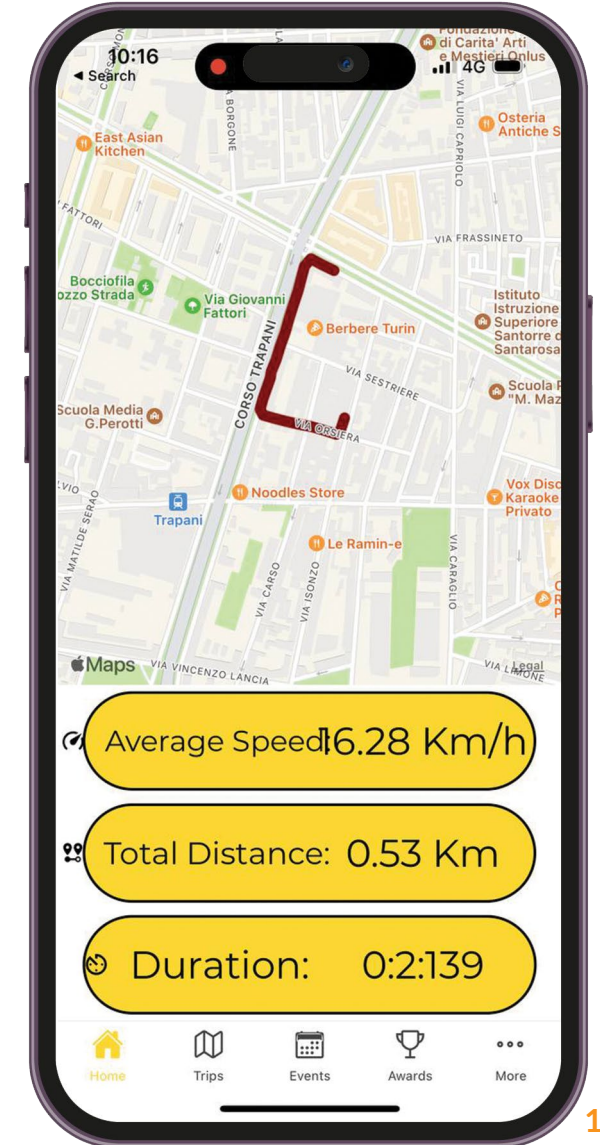 Fondazione
10:16
di Carita' Arti
e Mestieri Onlus
◀ Search
4G
VIA BORGONE
VIA LUIGI CAPRIOLO
Osteria
Antiche S
East Asian
Kitchen
FATTORI
VIA FRASSINETO
Bocciofila
ozzo Strada
Via Giovanni
Fattori
Istituto
Istruzione
Superiore
Santorre d
Santarosa
Berbere Turin
CORSO TRAPANI
VIA SESTRIERE
Scuola P
"M. Maz
Scuola Media
G.Perotti
VIA ORSIERA
Noodles Store
Vox Disc
Karaoke
Privato
VIA MATILDE SERAO
Trapani
Le Ramin-e
VIA CARSO
VIA ISONZO
VIA CARAGLIO
Maps
VIA VINCENZO LANCIA
VIA LIMONE
Legal
Average Speed: 16.28 Km/h
Total Distance: 0.53 Km
Duration: 0:2:139
Home Trips Events Awards More
1